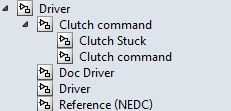 Driver
Clutch command
Clutch Stuck
Clutch command
Doc Driver
Driver
Reference (NEDC)